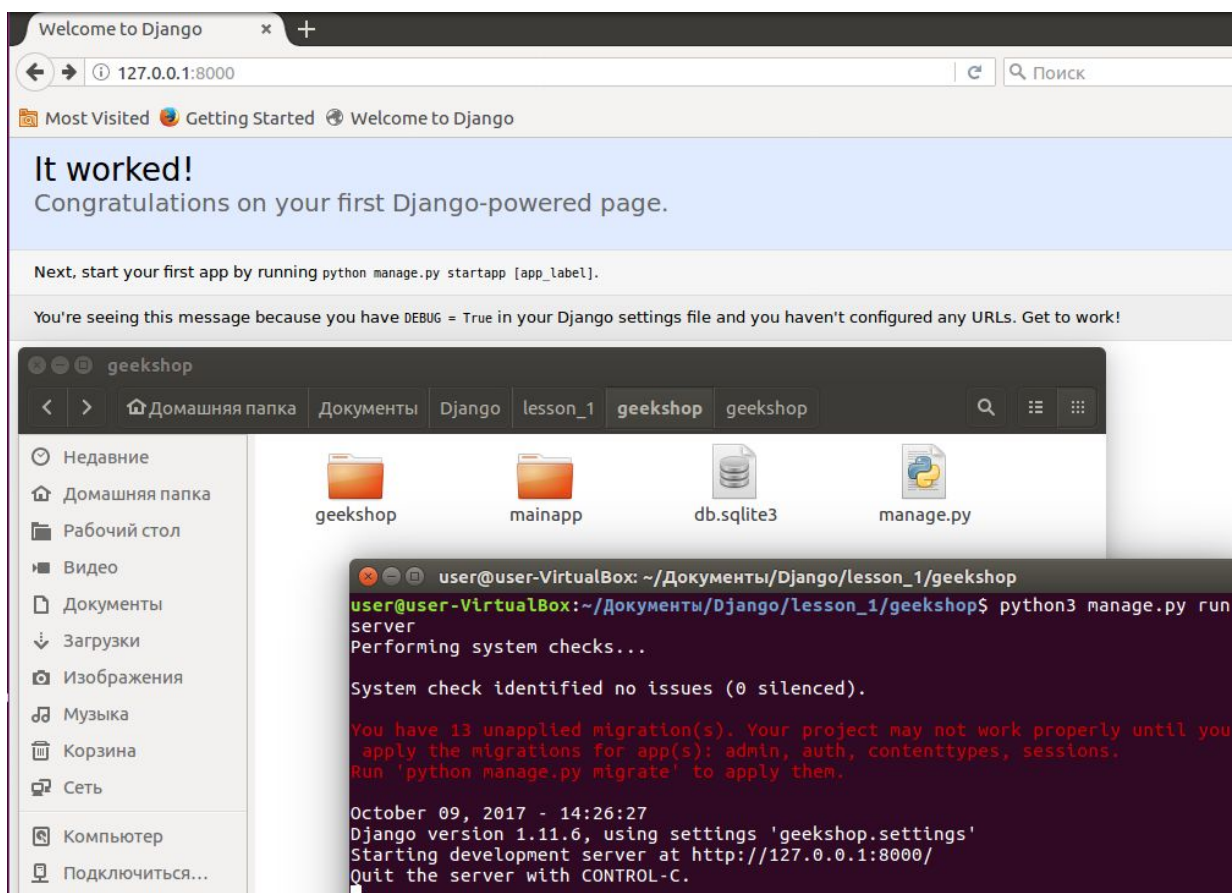 Welcome to Django
127.0.0.1:8000
Поиск
Most Visited Getting Started Welcome to Django
It worked!
Congratulations on your first Django-powered page.
Next, start your first app by running python manage.py startapp [app_label].
You're seeing this message because you have DEBUG = True in your Django settings file and you haven't configured any URLs. Get to work!
geekshop
Домашняя папка Документы Django lesson_1 geekshop geekshop
Недавние
Домашняя папка
Рабочий стол
Видео
Документы
Загрузки
Изображения
Музыка
Корзина
Сеть
Компьютер
Подключиться...
geekshop mainapp db.sqlite3 manage.py
user@user-VirtualBox: ~/Документы/Django/lesson_1/geekshop
user@user-VirtualBox:~/Документы/Django/lesson_1/geekshop$ python3 manage.py run
server
Performing system checks...
System check identified no issues (0 silenced).
You have 13 unapplied migration(s). Your project may not work properly until you
apply the migrations for app(s): admin, auth, contenttypes, sessions.
Run 'python manage.py migrate' to apply them.
October 09, 2017 - 14:26:27
Django version 1.11.6, using settings 'geekshop.settings'
Starting development server at http://127.0.0.1:8000/
Quit the server with CONTROL-C.